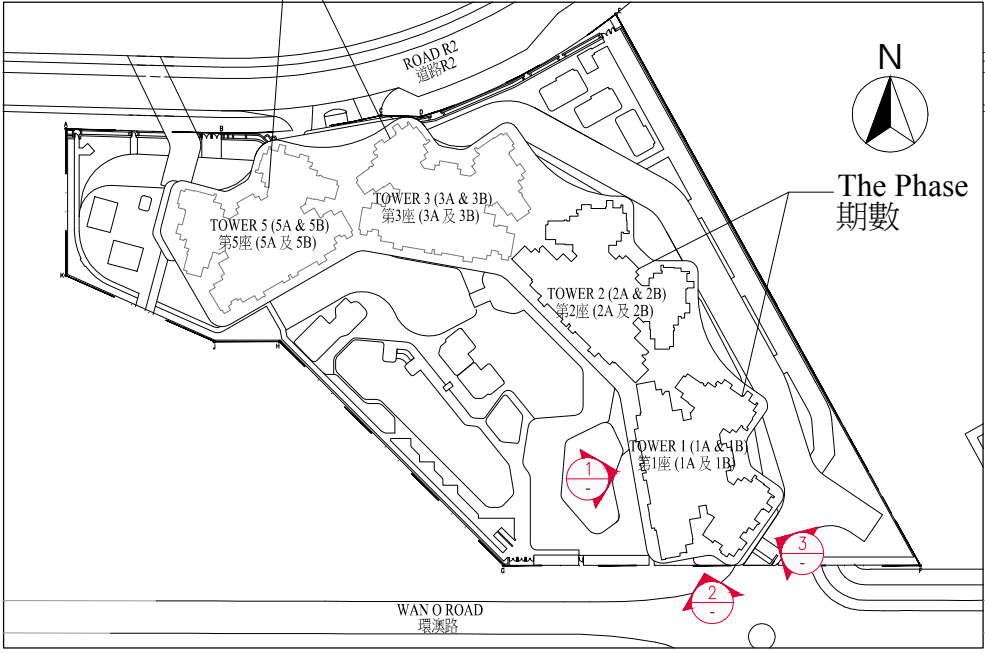 ROAD R2
道路R2
N
The Phase
期數
A
B
C
D
E
TOWER 3 (3A & 3B)
第3座 (3A 及 3B)
TOWER 5 (5A & 5B)
第5座 (5A 及 5B)
K
TOWER 2 (2A & 2B)
第2座 (2A 及 2B)
J
H
TOWER 1 (1A & 1B)
第1座 (1A 及 1B)
1
-
3
-
G
F
2
-
WAN O ROAD
環澳路